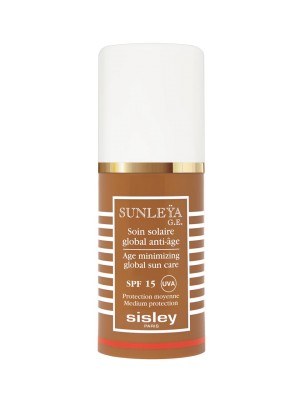 SUNLEŸA
G.E.
Soin solaire
global anti-âge
Age minimizing
global sun care
SPF 15 UVA
Protection moyenne
Medium protection
sisley
PARIS